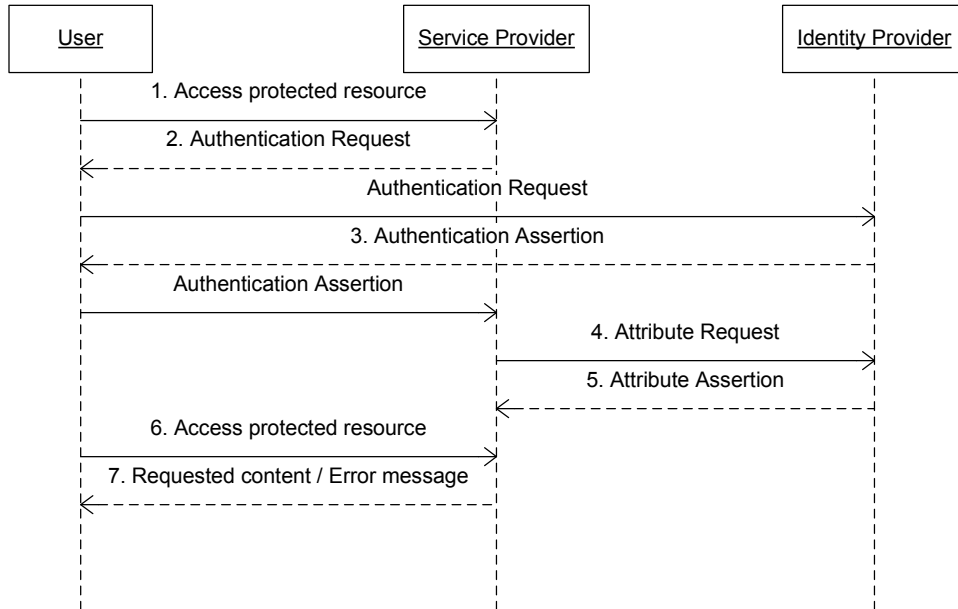 User
Service Provider
Identity Provider
1. Access protected resource
2. Authentication Request
Authentication Request
3. Authentication Assertion
Authentication Assertion
4. Attribute Request
5. Attribute Assertion
6. Access protected resource
7. Requested content / Error message